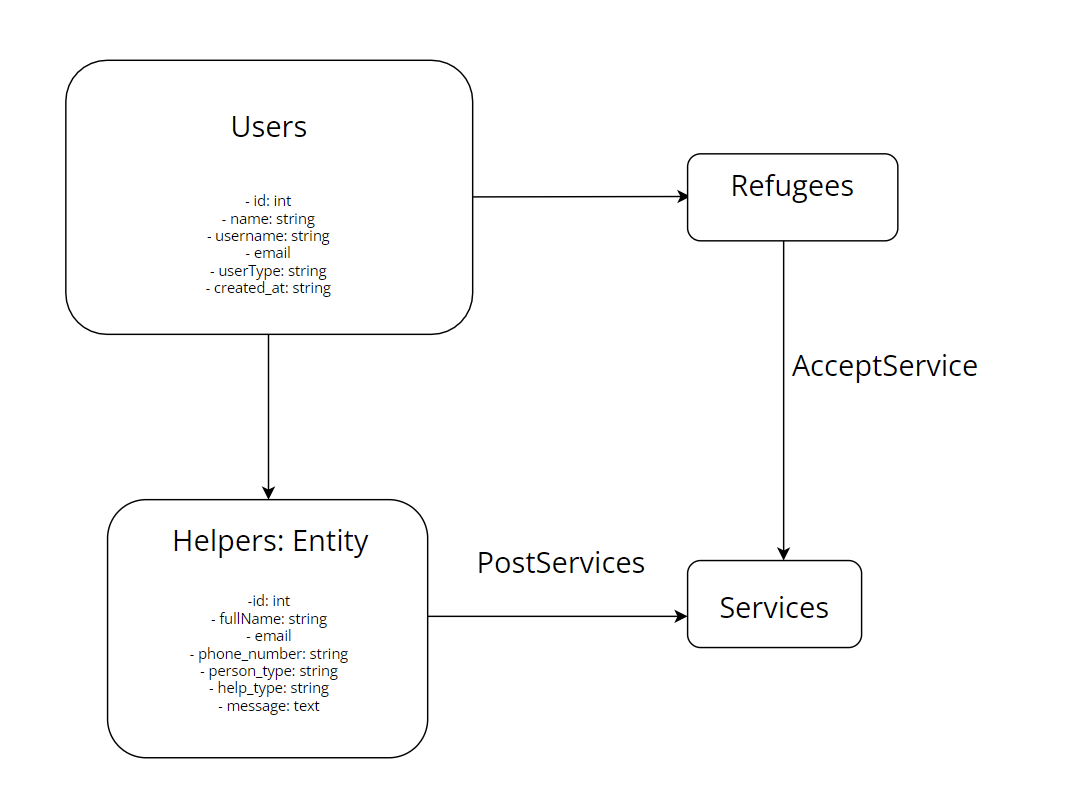 Users
- id: int
- name: string
- username: string
- email
- userType: string
- created_at: string
Refugees
AcceptService
Helpers: Entity
-id: int
- fullName: string
- email
- phone_number: string
- person_type: string
- help_type: string
- message: text
PostServices
Services